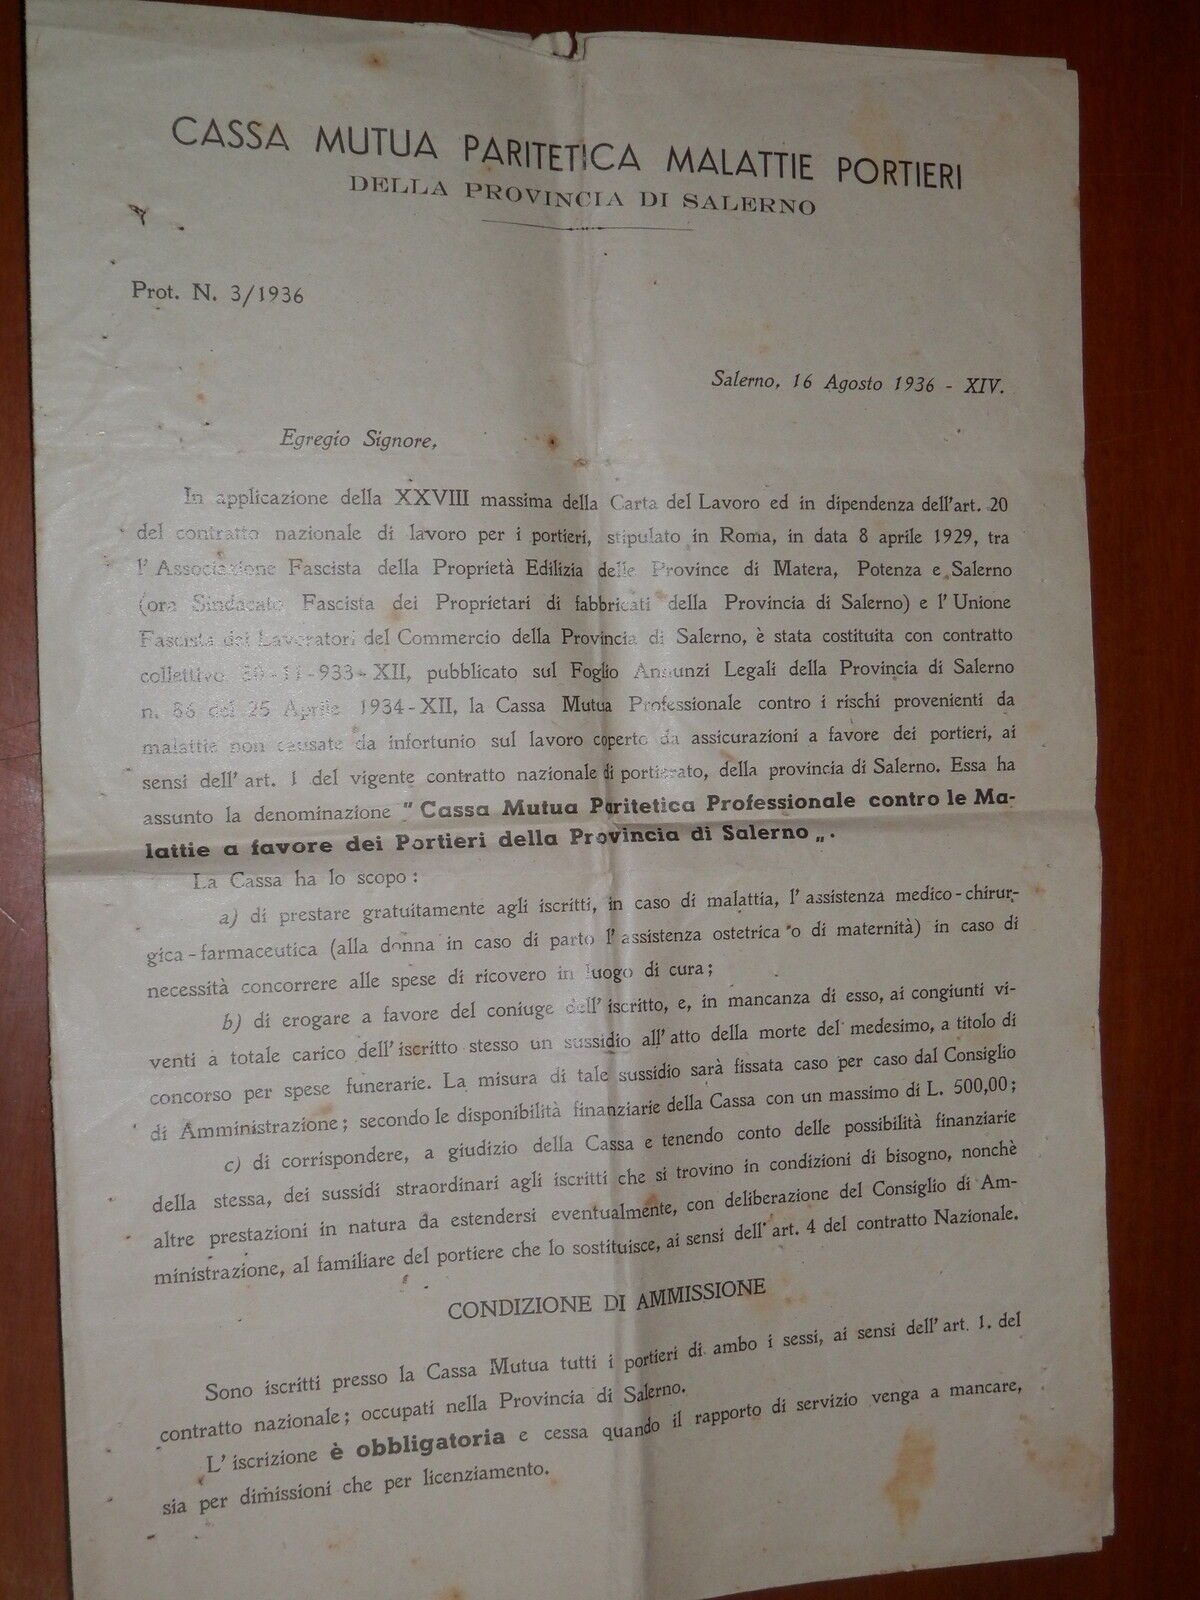 CASSA MUTUA PARITETICA MALATTIE PORTIERI
DELLA PROVINCIA DI SALERNO
Prot. N. 3/1936
Salerno, 16 Agosto 1936 - XIV.
Egregio Signore,
In applicazione della XXVIII massima della Carta del Lavoro ed in dipendenza dell'art. 20
del contratto nazionale di lavoro per i portieri, stipulato in Roma, in data 8 aprile 1929, tra
l'Associazione Fascista della Proprietà Edilizia delle Province di Matera, Potenza e Salerno
(ora Sindacato Fascista dei Proprietari di fabbricati della Provincia di Salerno) e l'Unione
Fascista dei Lavoratori del Commercio della Provincia di Salerno, è stata costituita con contratto
collettivo 30-11-933-XII, pubblicato sul Foglio Annunzi Legali della Provincia di Salerno
n. 86 del 25 Aprile 1934-XII, la Cassa Mutua Professionale contro i rischi provenienti da
malattie non causate da infortunio sul lavoro coperto da assicurazioni a favore dei portieri, ai
sensi dell'art. 1 del vigente contratto nazionale di portierato, della provincia di Salerno. Essa ha
assunto la denominazione " Cassa Mutua Paritetica Professionale contro le Ma-
lattie a favore dei Portieri della Provincia di Salerno „.
La Cassa ha lo scopo :
a) di prestare gratuitamente agli iscritti, in caso di malattia, l'assistenza medico-chirur-
gica-farmaceutica (alla donna in caso di parto l'assistenza ostetrica o di maternità) in caso di
necessità concorrere alle spese di ricovero in luogo di cura ;
b) di erogare a favore del coniuge dell'iscritto, e, in mancanza di esso, ai congiunti vi-
venti a totale carico dell'iscritto stesso un sussidio all'atto della morte del medesimo, a titolo di
concorso per spese funerarie. La misura di tale sussidio sarà fissata caso per caso dal Consiglio
di Amministrazione ; secondo le disponibilità finanziarie della Cassa con un massimo di L. 500,00 ;
c) di corrispondere, a giudizio della Cassa e tenendo conto delle possibilità finanziarie
della stessa, dei sussidi straordinari agli iscritti che si trovino in condizioni di bisogno, nonchè
altre prestazioni in natura da estendersi eventualmente, con deliberazione del Consiglio di Am-
ministrazione, al familiare del portiere che lo sostituisce, ai sensi dell'art. 4 del contratto Nazionale.
CONDIZIONE DI AMMISSIONE
Sono iscritti presso la Cassa Mutua tutti i portieri di ambo i sessi, ai sensi dell'art. 1. del
contratto nazionale ; occupati nella Provincia di Salerno.
L'iscrizione è obbligatoria e cessa quando il rapporto di servizio venga a mancare,
sia per dimissioni che per licenziamento.